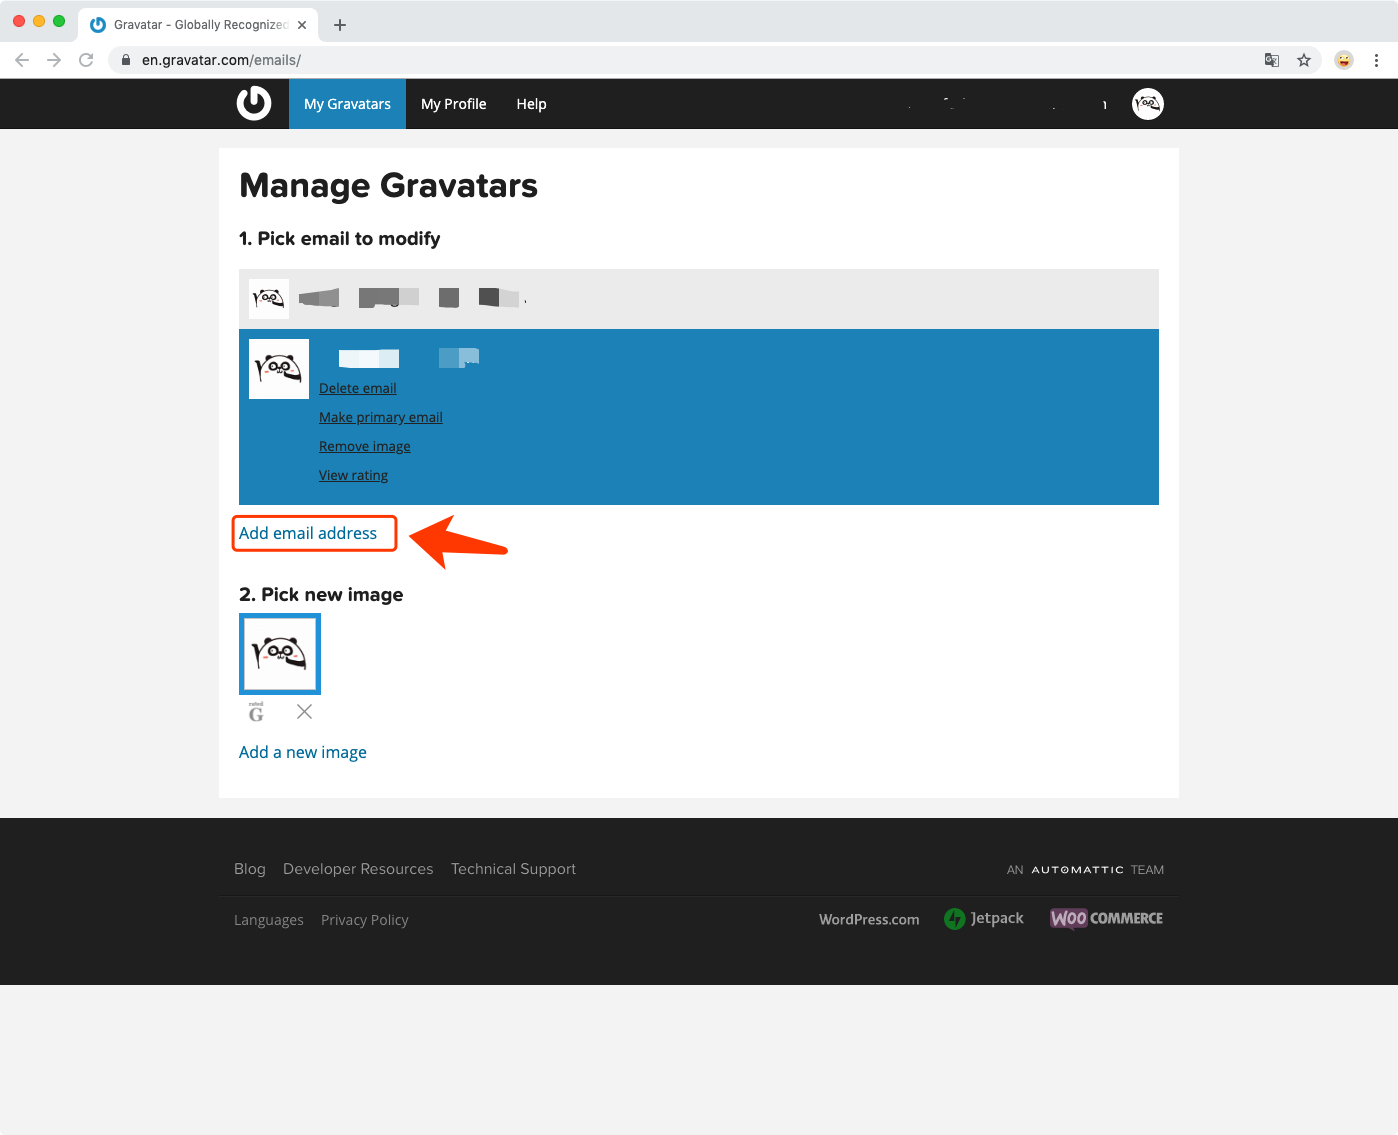 Gravatar - Globally Recognized
en.gravatar.com/emails/
My Gravatars My Profile Help
Manage Gravatars
1. Pick email to modify
Delete email
Make primary email
Remove image
View rating
Add email address
2. Pick new image
rated
G
Add a new image
Blog Developer Resources Technical Support
AN AUTOMATTIC TEAM
Languages Privacy Policy
WordPress.com Jetpack WOO COMMERCE